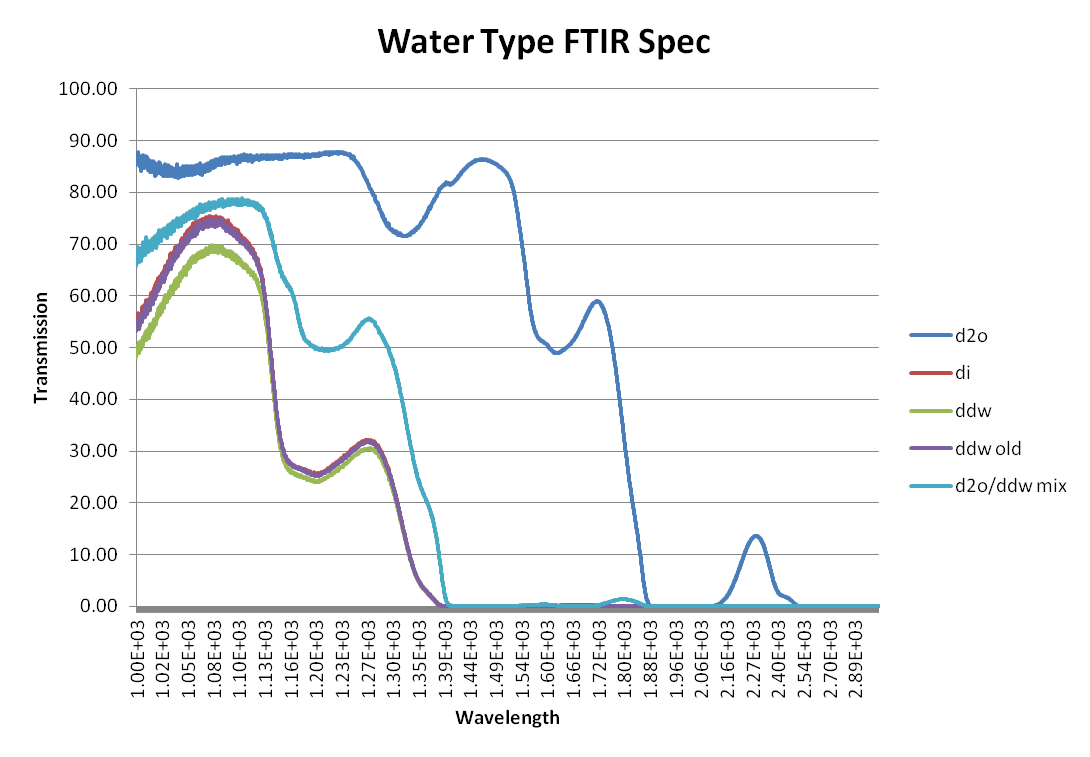 Water Type FTIR Spec
100.00
90.00
80.00
70.00
60.00
50.00
40.00
30.00
20.00
10.00
0.00
Transmission
1.00E+03
1.02E+03
1.05E+03
1.08E+03
1.10E+03
1.13E+03
1.16E+03
1.20E+03
1.23E+03
1.27E+03
1.30E+03
1.35E+03
1.39E+03
1.44E+03
1.49E+03
1.54E+03
1.60E+03
1.66E+03
1.72E+03
1.80E+03
1.88E+03
1.96E+03
2.06E+03
2.16E+03
2.27E+03
2.40E+03
2.54E+03
2.70E+03
2.89E+03
Wavelength
d2o
di
ddw
ddw old
d2o/ddw mix